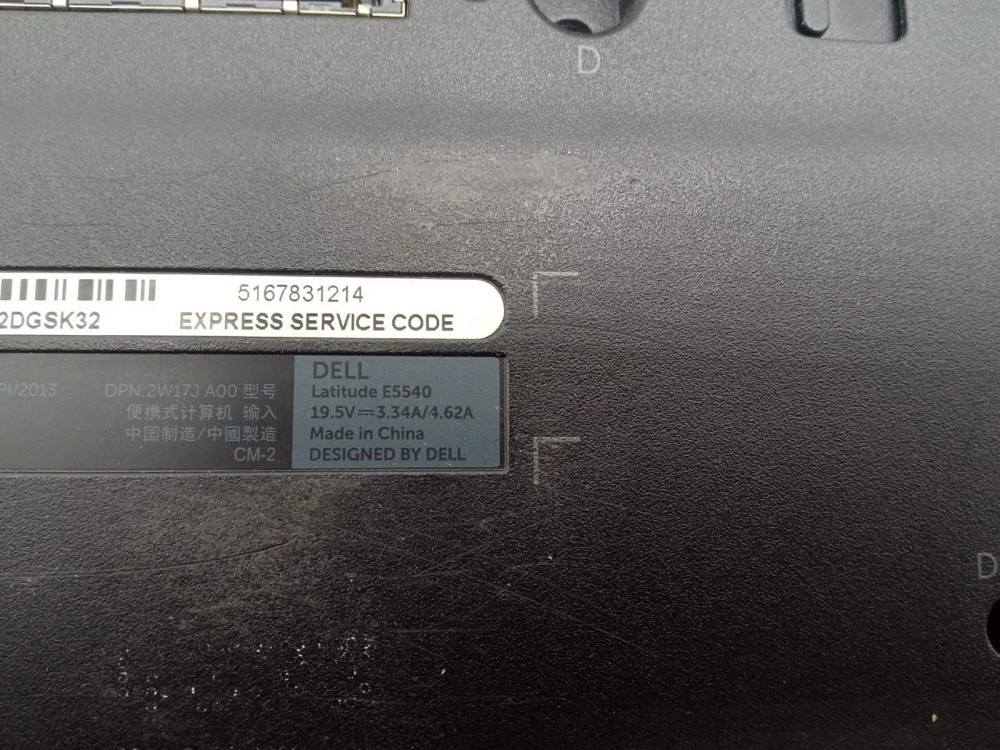 D
5167831214
2DGSK32 EXPRESS SERVICE CODE
PI/2013 DPN:2W17J A00 型号
便携式计算机 输入
中国制造/中國製造
CM-2
DELL
Latitude E5540
19.5V⎓3.34A/4.62A
Made in China
DESIGNED BY DELL
D